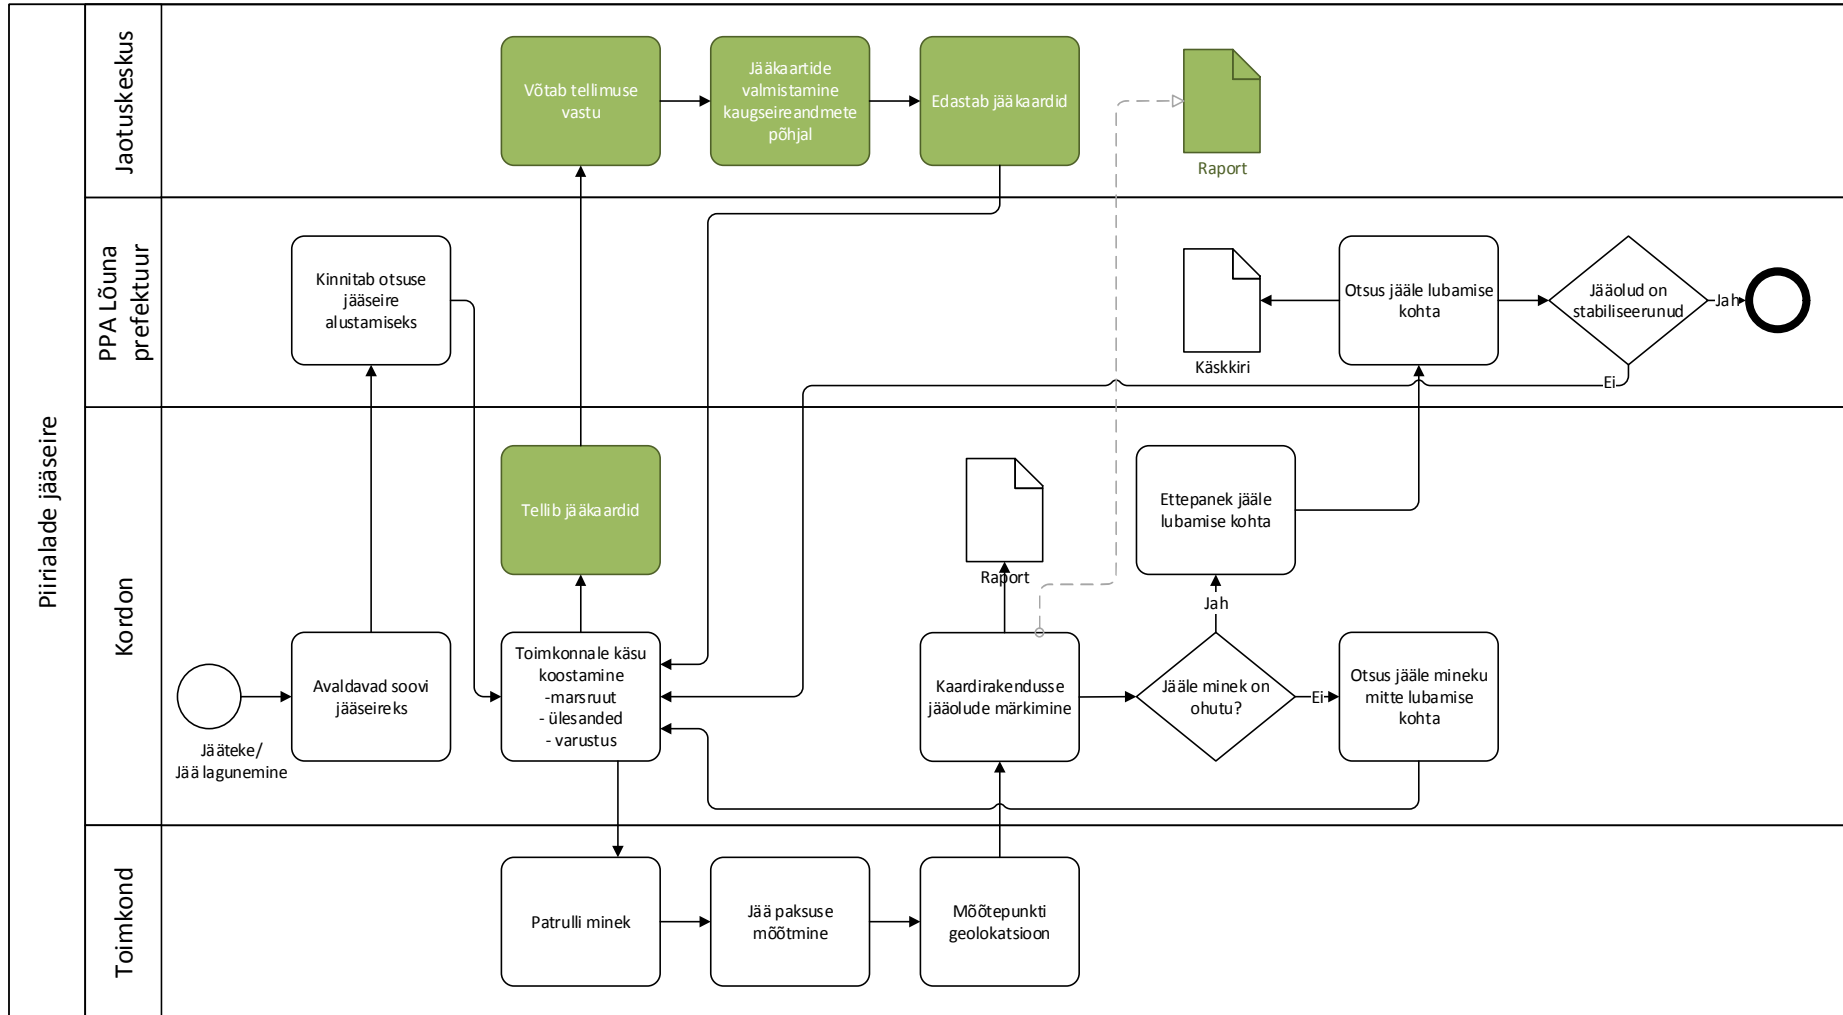 Piirialade jääseire
Jaotuskeskus
Võtab tellimuse
vastu
Jääkaartide
valmistamine
kaugseireandmete
põhjal
Edastab jääkaardid
Raport
PPA Lõuna
prefektuur
Kinnitab otsuse
jääseire
alustamiseks
Käskkiri
Otsus jääle lubamise
kohta
Jääolud on
stabiliseerunud
Jah
Ei
Kordon
Jääteke/
Jää lagunemine
Avaldavad soovi
jääseireks
Tellib jääkaardid
Toimkonnale käsu
koostamine
-marsruut
- ülesanded
- varustus
Raport
Kaardirakendusse
jääolude märkimine
Ettepanek jääle
lubamise kohta
Jah
Jääle minek on
ohutu?
Ei
Otsus jääle mineku
mitte lubamise
kohta
Toimkond
Patrulli minek
Jää paksuse
mõõtmine
Mõõtepunkti
geolokatsioon